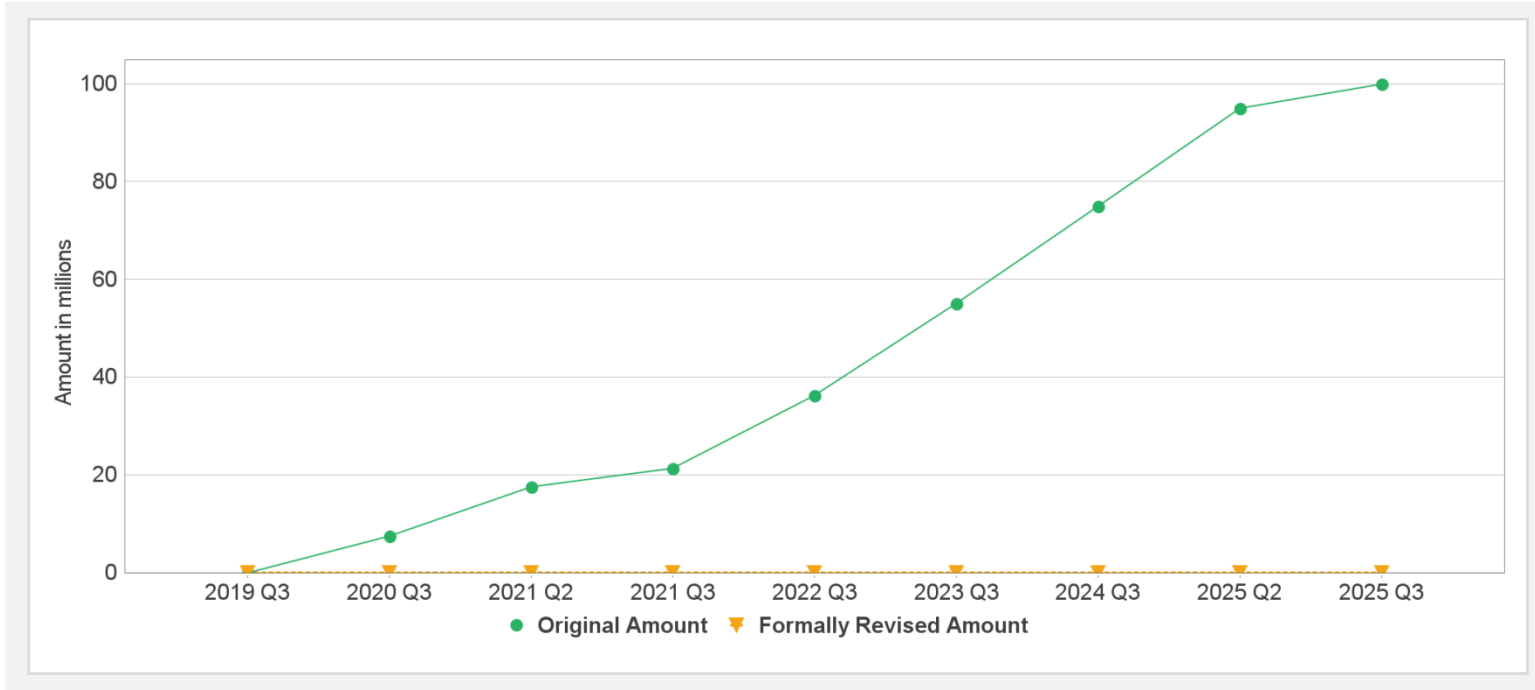 100
80
60
40
20
0
Amount in millions
2019 Q3 2020 Q3 2021 Q2 2021 Q3 2022 Q3 2023 Q3 2024 Q3 2025 Q2 2025 Q3
Original Amount Formally Revised Amount